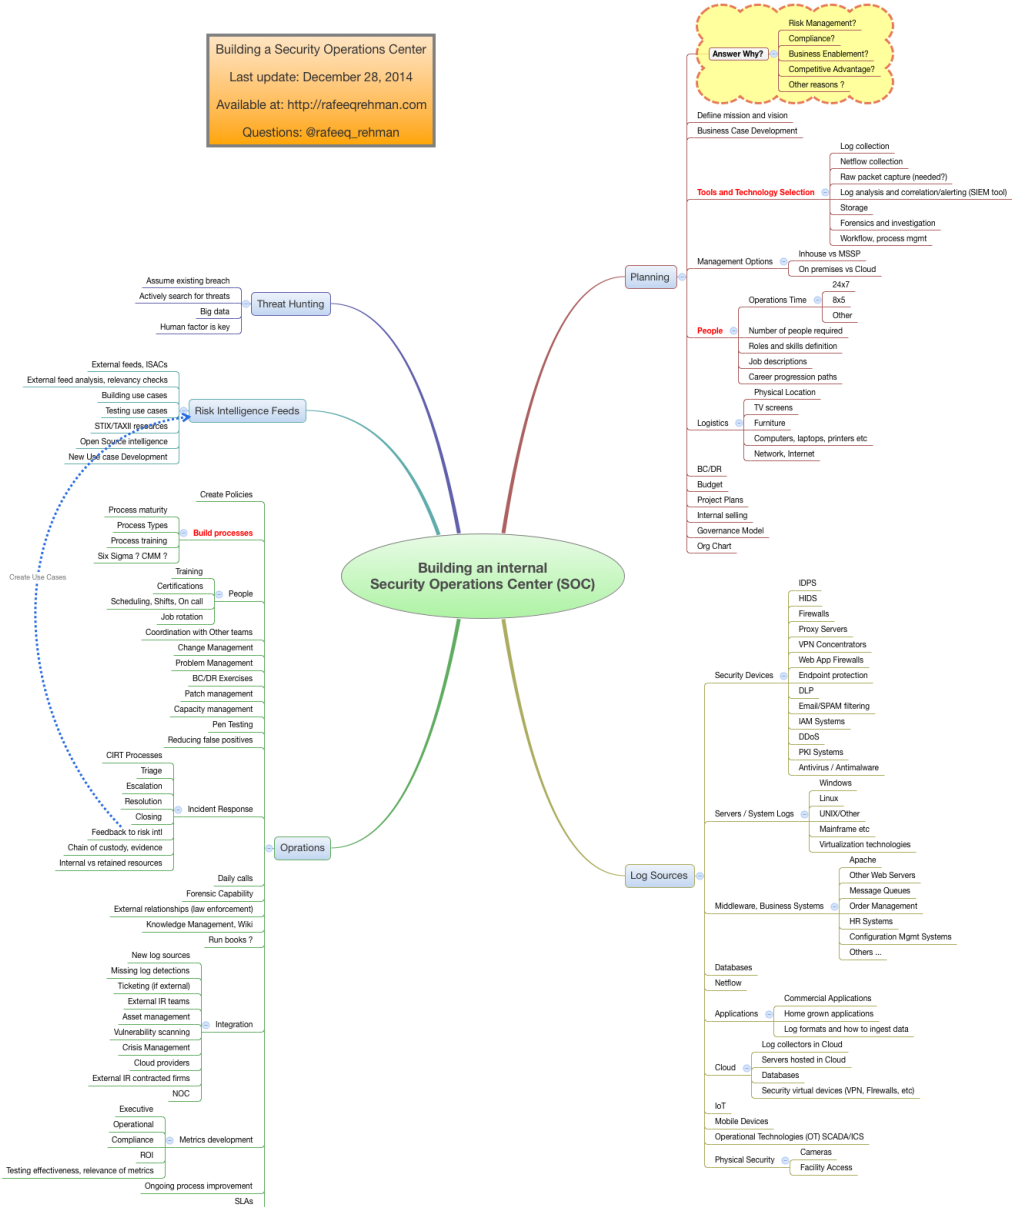 Building a Security Operations Center
Last update: December 28, 2014
Available at: http://rafeeqrehman.com
Questions: @rafeeq_rehman
Building an internal
Security Operations Center (SOC)
Planning
Answer Why?
Risk Management?
Compliance?
Business Enablement?
Competitive Advantage?
Other reasons ?
Defiine mission and vision
Business Case Development
Tools and Technology Selection
Log collection
Netflow collection
Raw packet capture (needed?)
Log analysis and correlation/alerting (SIEM tool)
Storage
Forensics and investigation
Workflow, process mgmt
Management Options
Inhouse vs MSSP
On premises vs Cloud
People
Operations Time
24x7
8x5
Other
Number of people required
Roles and skills definition
Job descriptions
Career progression paths
Logistics
Physical Location
TV screens
Furniture
Computers, laptops, printers etc
Network, Internet
BC/DR
Budget
Project Plans
Internal selling
Governance Model
Org Chart
Threat Hunting
Assume existing breach
Actively search for threats
Big data
Human factor is key
Risk Intelligence Feeds
External feeds, ISACs
External feed analysis, relevancy checks
Building use cases
Testing use cases
STIX/TAXII resources
Open Source intelligence
New Use case Development
Create Use Cases
Oprations
Create Policies
Build processes
Process maturity
Process Types
Process training
Six Sigma ? CMM ?
People
Training
Certifications
Scheduling, Shifts, On call
Job rotation
Coordination with Other teams
Change Management
Problem Management
BC/DR Exercises
Patch management
Capacity management
Pen Testing
Reducing false positives
Incident Response
CIRT Processes
Triage
Escalation
Resolution
Closing
Feedback to risk intl
Chain of custody, evidence
Internal vs retained resources
Daily calls
Forensic Capability
External relationships (law enforcement)
Knowledge Management, Wiki
Run books ?
Integration
New log sources
Missing log detections
Ticketing (if external)
External IR teams
Asset management
Vulnerability scanning
Crisis Management
Cloud providers
External IR contracted firms
NOC
Metrics development
Executive
Operational
Compliance
ROI
Testing effectiveness, relevance of metrics
Ongoing process improvement
SLAs
Log Sources
Security Devices
IDPS
HIDS
Firewalls
Proxy Servers
VPN Concentrators
Web App Firewalls
Endpoint protection
DLP
Email/SPAM filtering
IAM Systems
DDoS
PKI Systems
Antivirus / Antimalware
Servers / System Logs
Windows
Linux
UNIX/Other
Mainframe etc
Virtualization technologies
Middleware, Business Systems
Apache
Other Web Servers
Message Queues
Order Management
HR Systems
Configuration Mgmt Systems
Others ...
Databases
Netflow
Applications
Commercial Applications
Home grown applications
Log formats and how to ingest data
Cloud
Log collectors in Cloud
Servers hosted in Cloud
Databases
Security virtual devices (VPN, FIrewalls, etc)
IoT
Mobile Devices
Operational Technologies (OT) SCADA/ICS
Physical Security
Cameras
Facility Access